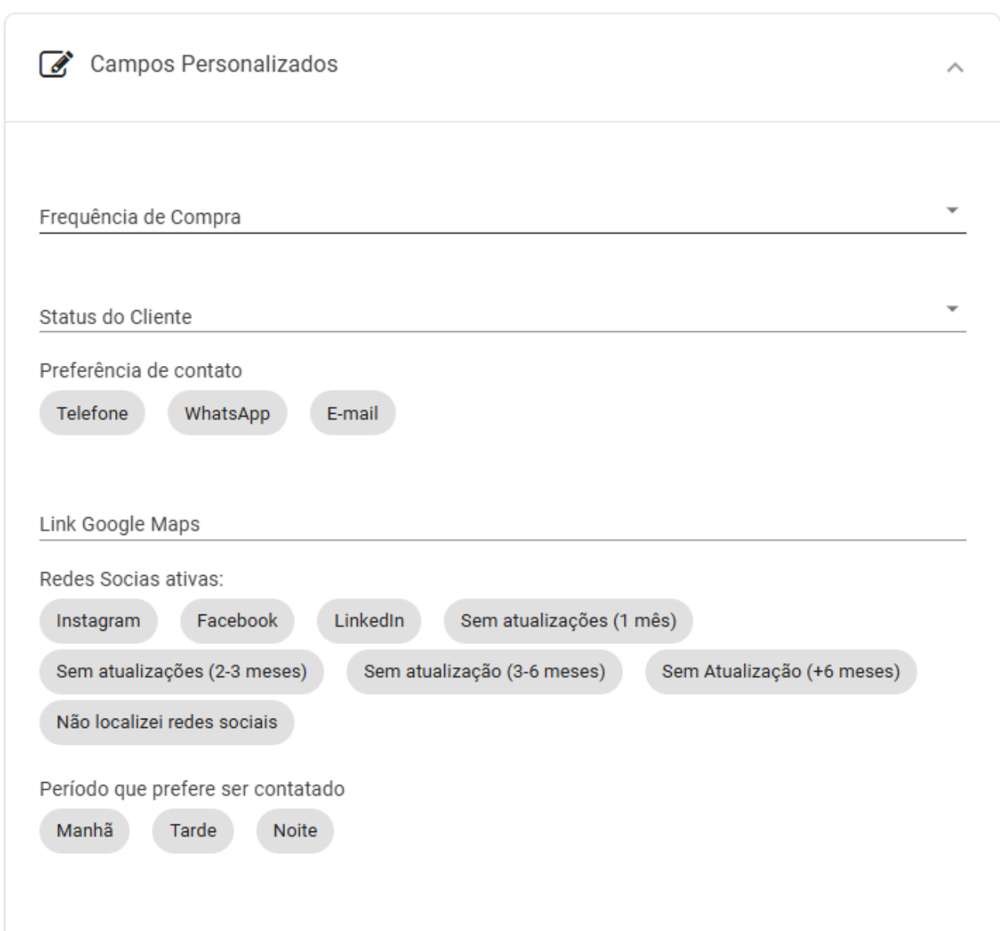 Campos Personalizados
Frequência de Compra
Status do Cliente
Preferência de contato
Telefone WhatsApp E-mail
Link Google Maps
Redes Socias ativas:
Instagram Facebook LinkedIn Sem atualizações (1 mês)
Sem atualizações (2-3 meses) Sem atualização (3-6 meses) Sem Atualização (+6 meses)
Não localizei redes sociais
Período que prefere ser contatado
Manhã Tarde Noite